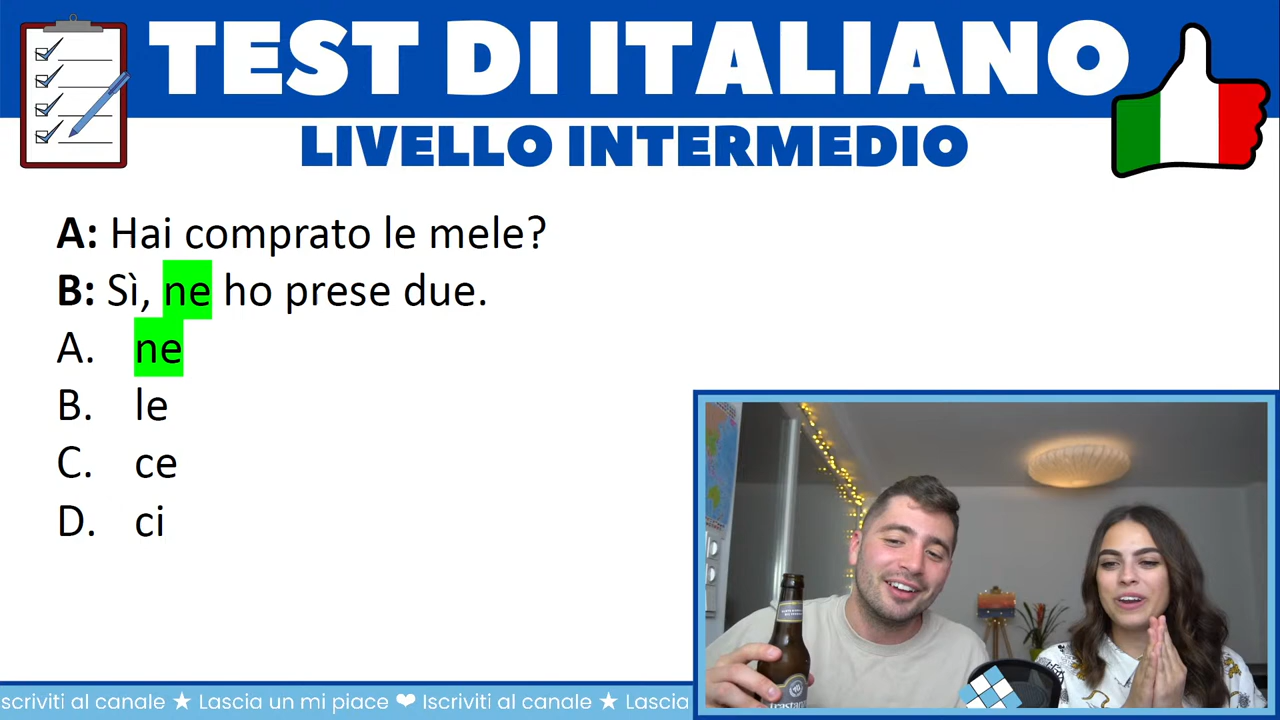 TEST DI ITALIANO
LIVELLO INTERMEDIO
A: Hai comprato le mele?
B: Sì, ne ho prese due.
A. ne
B. le
C. ce
D. ci
scriviti al canale ★ Lascia un mi piace ❤ Iscriviti al canale ★ Lascia